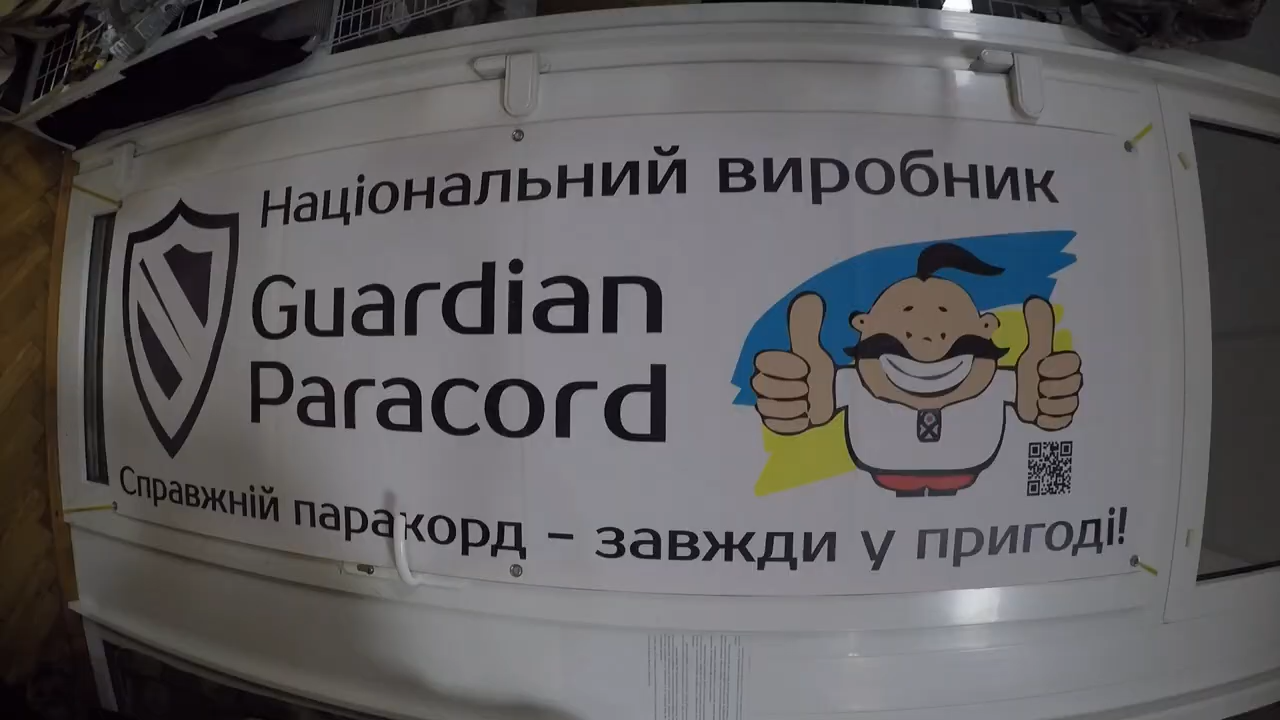 Національний виробник
Guardian
Paracord
Справжній паракорд – завжди у пригоді!